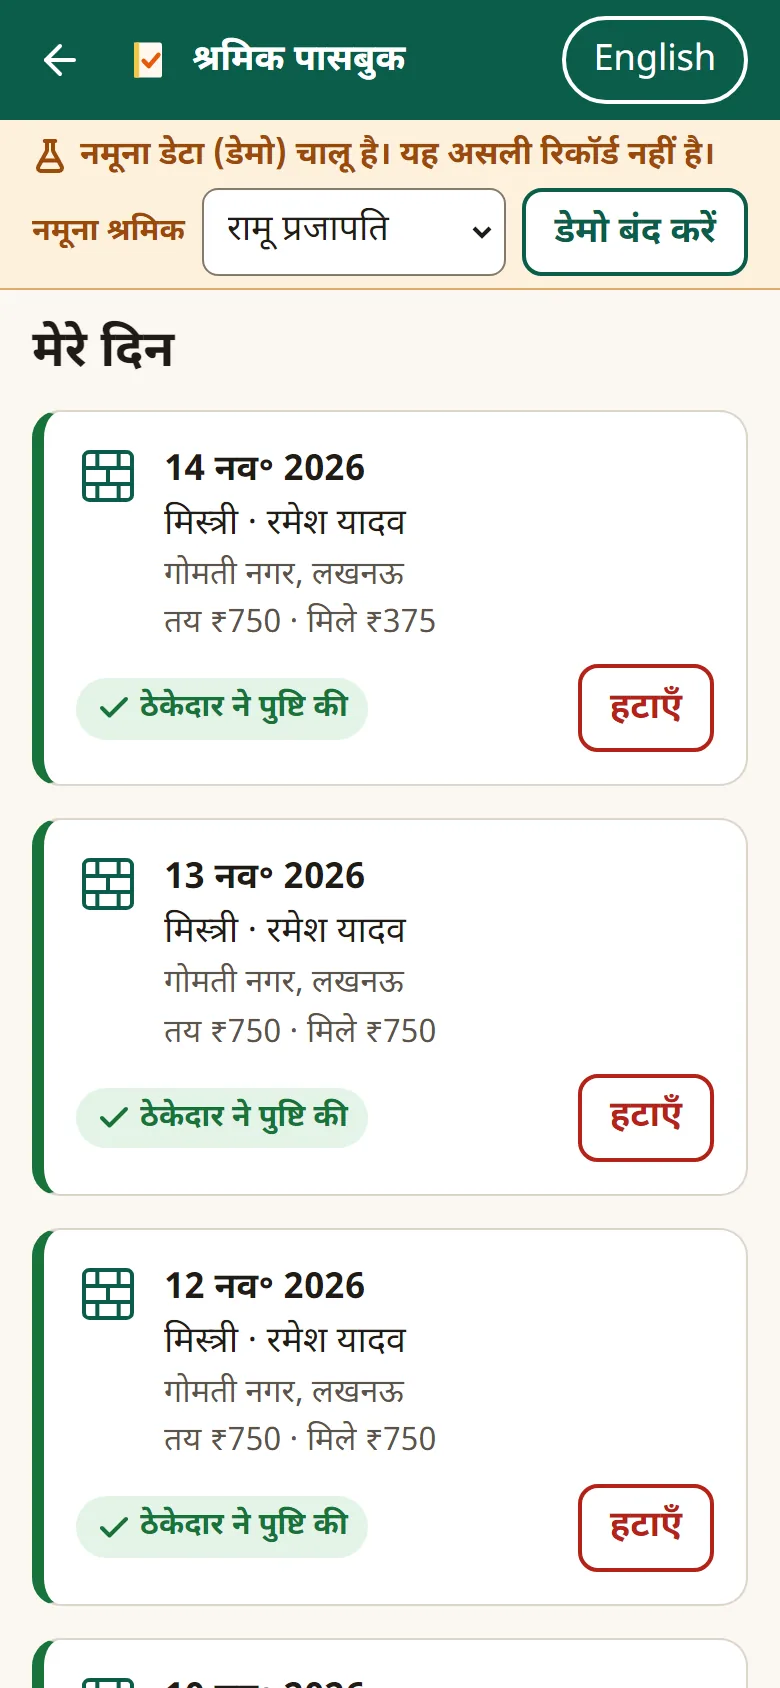 श्रमिक पासबुक
English
नमूना डेटा (डेमो) चालू है। यह असली रिकॉर्ड नहीं है।
नमूना श्रमिक
रामू प्रजापति
डेमो बंद करें
मेरे दिन
14 नव॰ 2026
मिस्त्री · रमेश यादव
गोमती नगर, लखनऊ
तय ₹750 · मिले ₹375
ठेकेदार ने पुष्टि की
हटाएँ
13 नव॰ 2026
मिस्त्री · रमेश यादव
गोमती नगर, लखनऊ
तय ₹750 · मिले ₹750
ठेकेदार ने पुष्टि की
हटाएँ
12 नव॰ 2026
मिस्त्री · रमेश यादव
गोमती नगर, लखनऊ
तय ₹750 · मिले ₹750
ठेकेदार ने पुष्टि की
हटाएँ